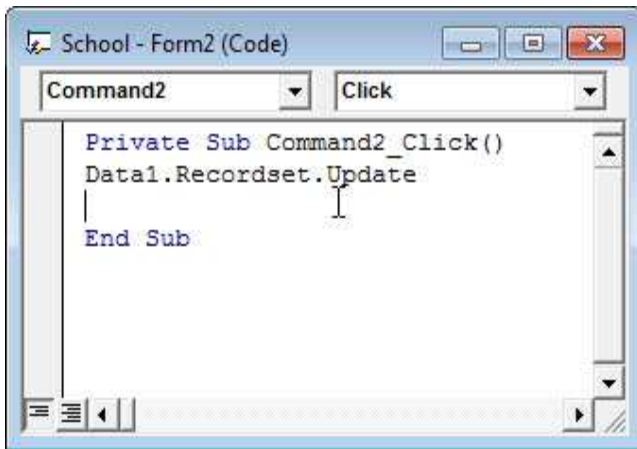 School - Form2 (Code)
Command2 Click
Private Sub Command2_Click()
Data1.Recordset.Update
End Sub